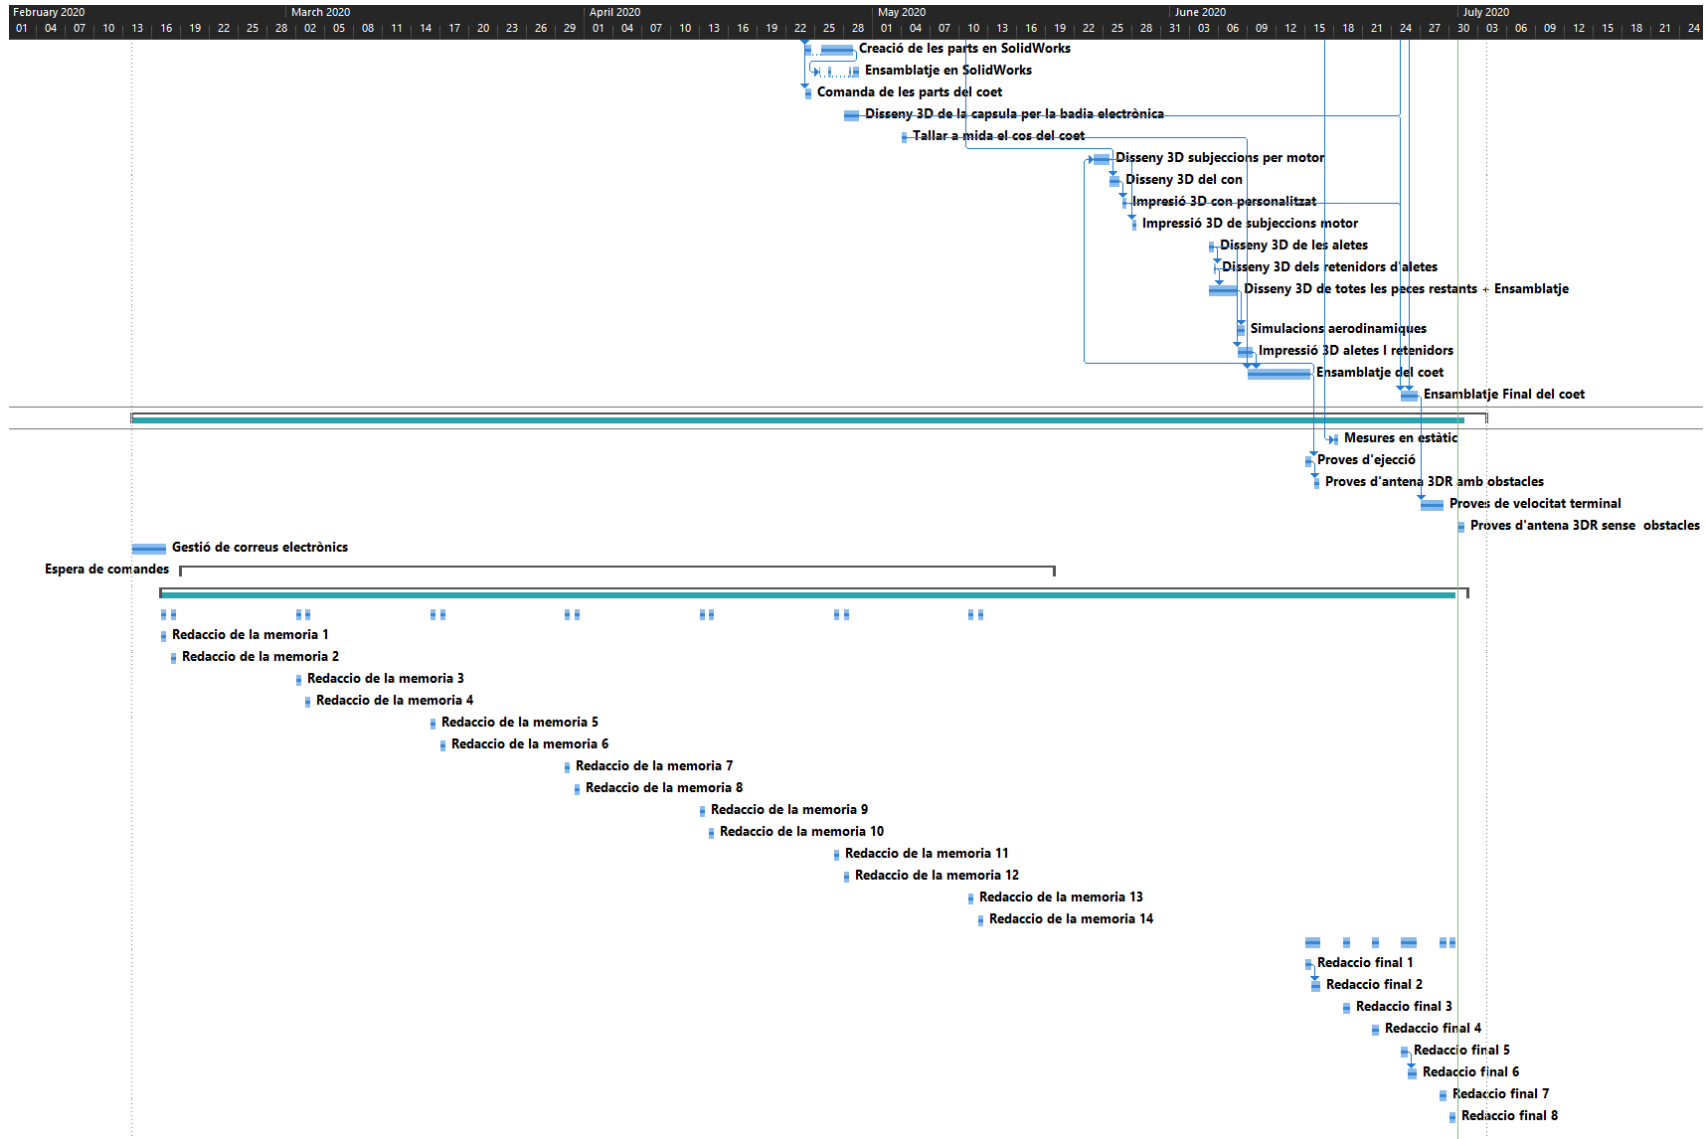 February 2020 March 2020 April 2020 May 2020 June 2020 July 2020
01 04 07 10 13 16 19 22 25 28 02 05 08 11 14 17 20 23 26 29 01 04 07 10 13 16 19 22 25 28 01 04 07 10 13 16 19 22 25 28 31 03 06 09 12 15 18 21 24 27 30 03 06 09 12 15 18 21 24
Creació de les parts en SolidWorks
Ensamblatje en SolidWorks
Comanda de les parts del coet
Disseny 3D de la capsula per la badia electrònica
Tallar a mida el cos del coet
Disseny 3D subjeccions per motor
Disseny 3D del con
Impresió 3D con personalitzat
Impressió 3D de subjeccions motor
Disseny 3D de les aletes
Disseny 3D dels retenidors d'aletes
Disseny 3D de totes les peces restants + Ensamblatje
Simulacions aerodinamiques
Impressió 3D aletes I retenidors
Ensamblatje del coet
Ensamblatje Final del coet
Mesures en estàtic
Proves d'ejecció
Proves d'antena 3DR amb obstacles
Proves de velocitat terminal
Proves d'antena 3DR sense obstacles
Gestió de correus electrònics
Espera de comandes
Redaccio de la memoria 1
Redaccio de la memoria 2
Redaccio de la memoria 3
Redaccio de la memoria 4
Redaccio de la memoria 5
Redaccio de la memoria 6
Redaccio de la memoria 7
Redaccio de la memoria 8
Redaccio de la memoria 9
Redaccio de la memoria 10
Redaccio de la memoria 11
Redaccio de la memoria 12
Redaccio de la memoria 13
Redaccio de la memoria 14
Redaccio final 1
Redaccio final 2
Redaccio final 3
Redaccio final 4
Redaccio final 5
Redaccio final 6
Redaccio final 7
Redaccio final 8